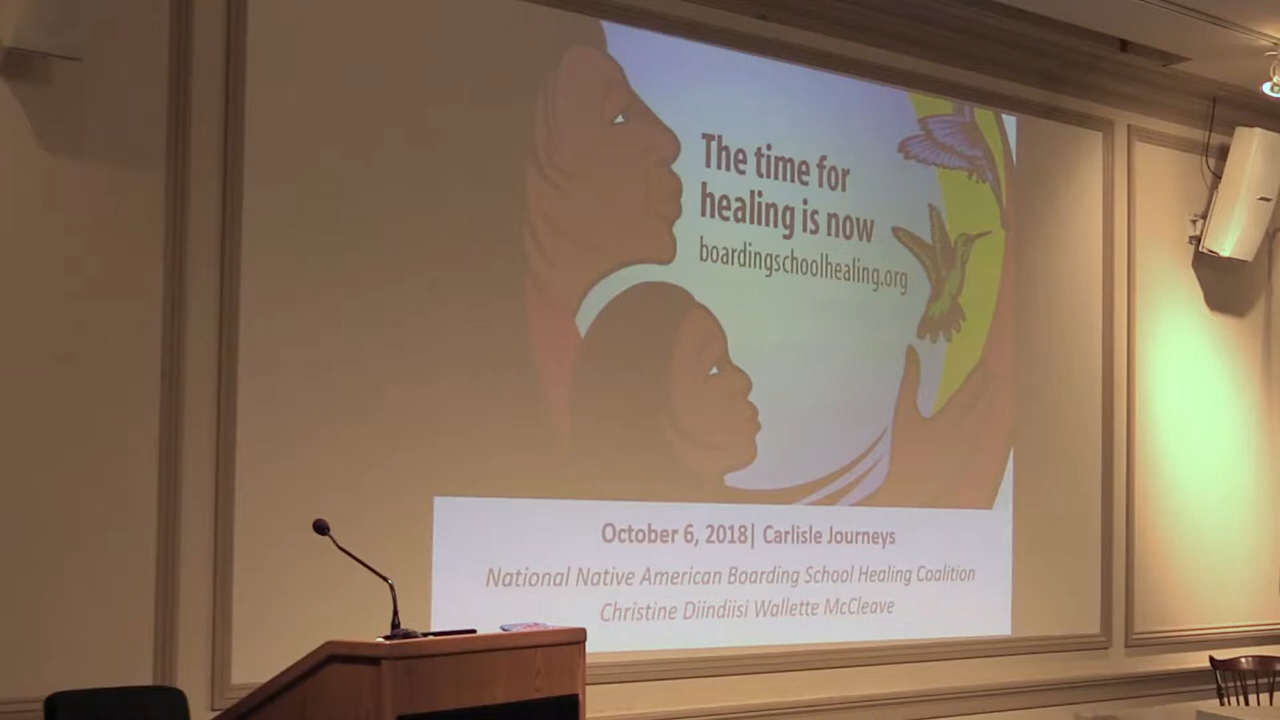 The time for
healing is now
boardingschoolhealing.org
October 6, 2018| Carlisle Journeys
National Native American Boarding School Healing Coalition
Christine Diindiisi Wallette McCleave